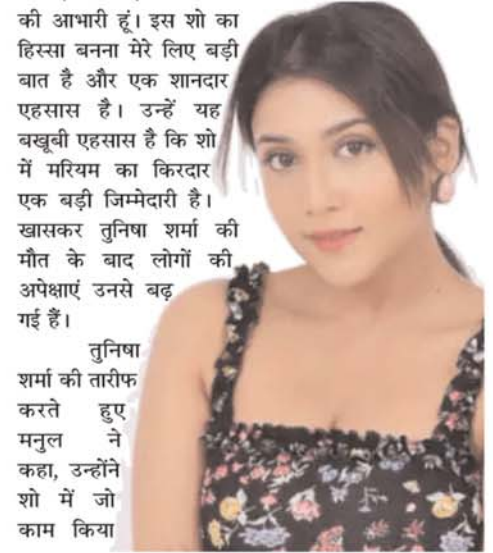 की आभारी हूं। इस शो का
हिस्सा बनना मेरे लिए बड़ी
बात है और एक शानदार
एहसास है। उन्हें यह
बखूबी एहसास है कि शो
में मरियम का किरदार
एक बड़ी जिम्मेदारी है।
खासकर तुनिषा शर्मा की
मौत के बाद लोगों की
अपेक्षाएं उनसे बढ़
गई हैं।
तुनिषा
शर्मा की तारीफ
करते हुए
मनुल ने
कहा, उन्होंने
शो में जो
काम किया